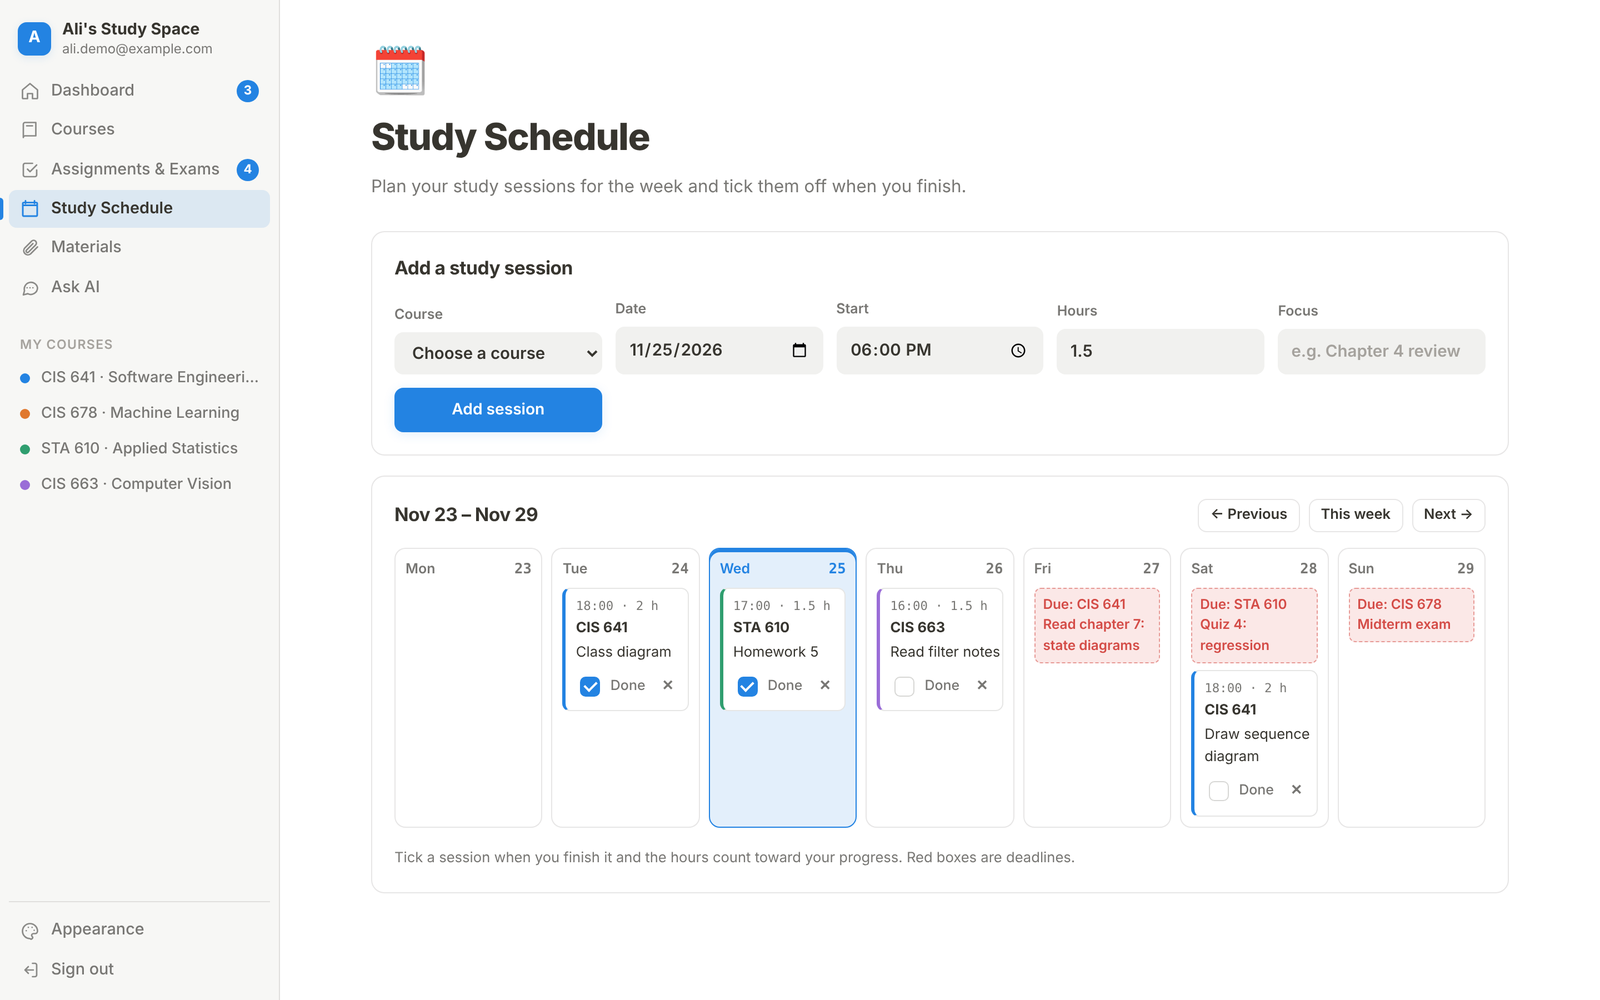 A
Ali's Study Space
ali.demo@example.com
Dashboard 3
Courses
Assignments & Exams 4
Study Schedule
Materials
Ask AI
MY COURSES
CIS 641 · Software Engineeri...
CIS 678 · Machine Learning
STA 610 · Applied Statistics
CIS 663 · Computer Vision
Appearance
Sign out
Study Schedule
Plan your study sessions for the week and tick them off when you finish.
Add a study session
Course
Choose a course
Date
11/25/2026
Start
06:00 PM
Hours
1.5
Focus
e.g. Chapter 4 review
Add session
Nov 23 – Nov 29
← Previous
This week
Next →
Mon 23
Tue 24
18:00 · 2 h
CIS 641
Class diagram
Done ×
Wed 25
17:00 · 1.5 h
STA 610
Homework 5
Done ×
Thu 26
16:00 · 1.5 h
CIS 663
Read filter notes
Done ×
Fri 27
Due: CIS 641
Read chapter 7:
state diagrams
Sat 28
Due: STA 610
Quiz 4:
regression
18:00 · 2 h
CIS 641
Draw sequence
diagram
Done ×
Sun 29
Due: CIS 678
Midterm exam
Tick a session when you finish it and the hours count toward your progress. Red boxes are deadlines.